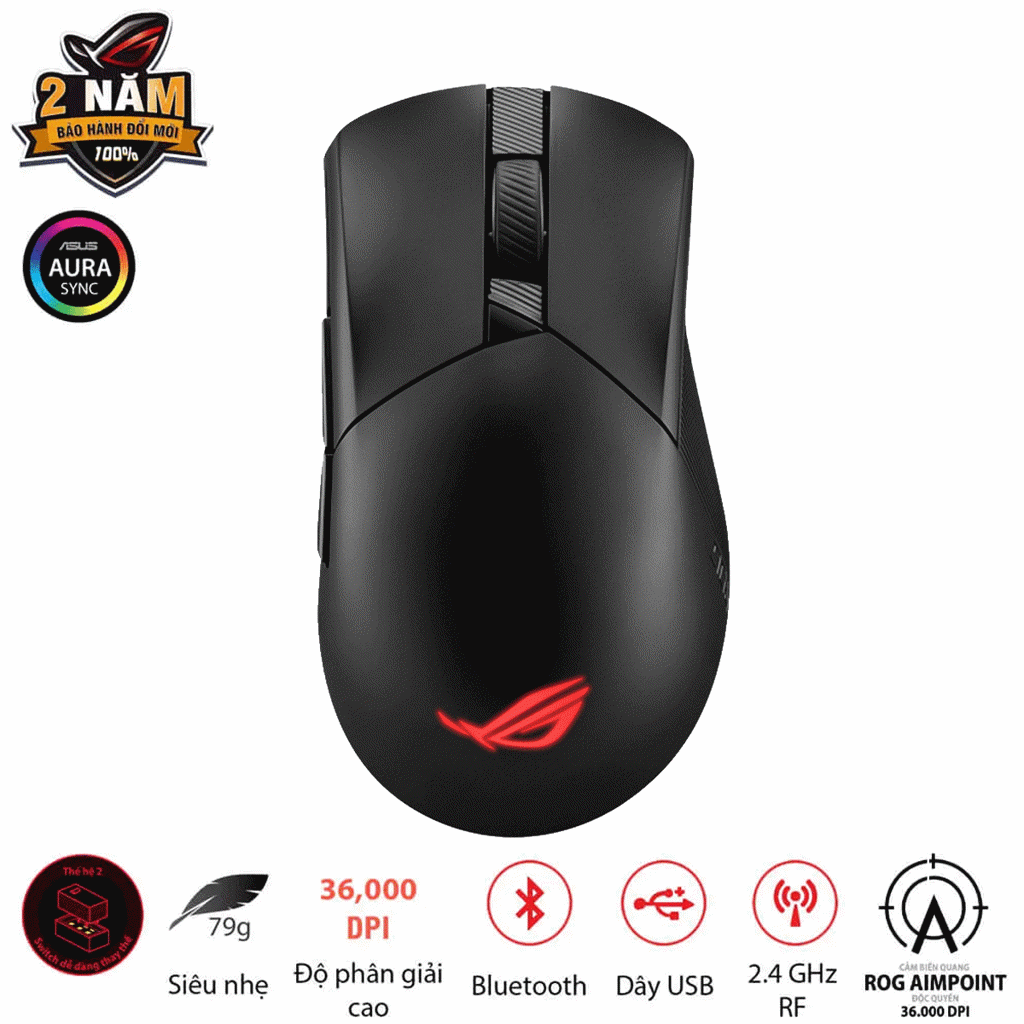 2 NĂM
BẢO HÀNH ĐỔI MỚI
100%
ASUS
AURA
SYNC
Thế hệ 2
Switch dễ dàng thay thế
79g
Siêu nhẹ
36,000
DPI
Độ phân giải
cao
Bluetooth
Dây USB
2.4 GHz
RF
CẢM BIẾN QUANG
ROG AIMPOINT
ĐỘC QUYỀN
36.000 DPI